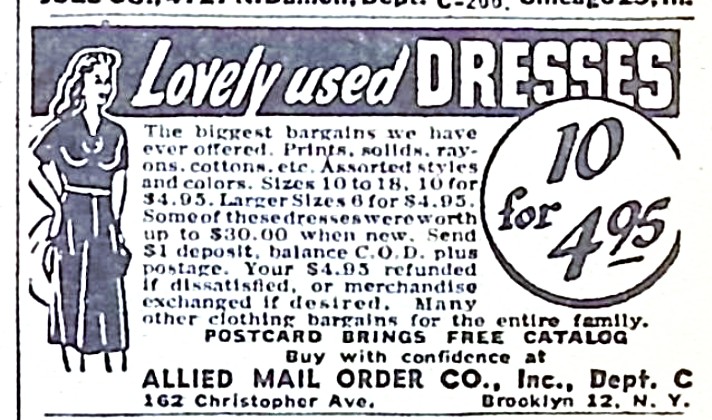 Lovely used DRESSES
The biggest bargains we have
ever offered. Prints, solids, ray-
ons, cottons, etc. Assorted styles
and colors. Sizes 10 to 18, 10 for
$4.95. Larger Sizes 6 for $4.95.
Some of these dresses were worth
up to $30.00 when new. Send
$1 deposit, balance C.O.D. plus
postage. Your $4.95 refunded
if dissatisfied, or merchandise
exchanged if desired. Many
other clothing bargains for the entire family.
10
for
4.95
POSTCARD BRINGS FREE CATALOG
Buy with confidence at
ALLIED MAIL ORDER CO., Inc., Dept. C
162 Christopher Ave. Brooklyn 12, N. Y.